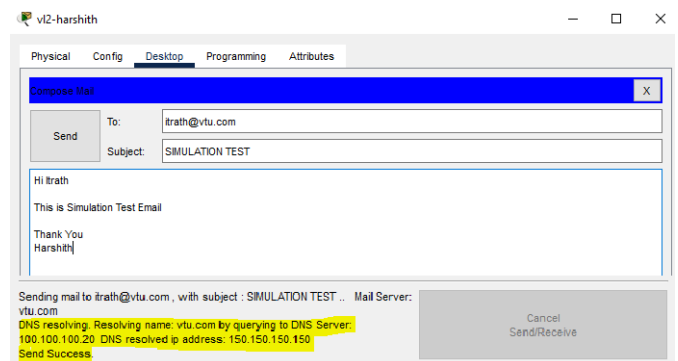 vl2-harshith
Physical Config Desktop Programming Attributes
Compose Mail X
Send
To: itrath@vtu.com
Subject: SIMULATION TEST
Hi Itrath
This is Simulation Test Email
Thank You
Harshith
Sending mail to itrath@vtu.com , with subject : SIMULATION TEST .. Mail Server:
vtu.com
DNS resolving. Resolving name: vtu.com by querying to DNS Server:
100.100.100.20 DNS resolved ip address: 150.150.150.150
Send Success.
Cancel
Send/Receive